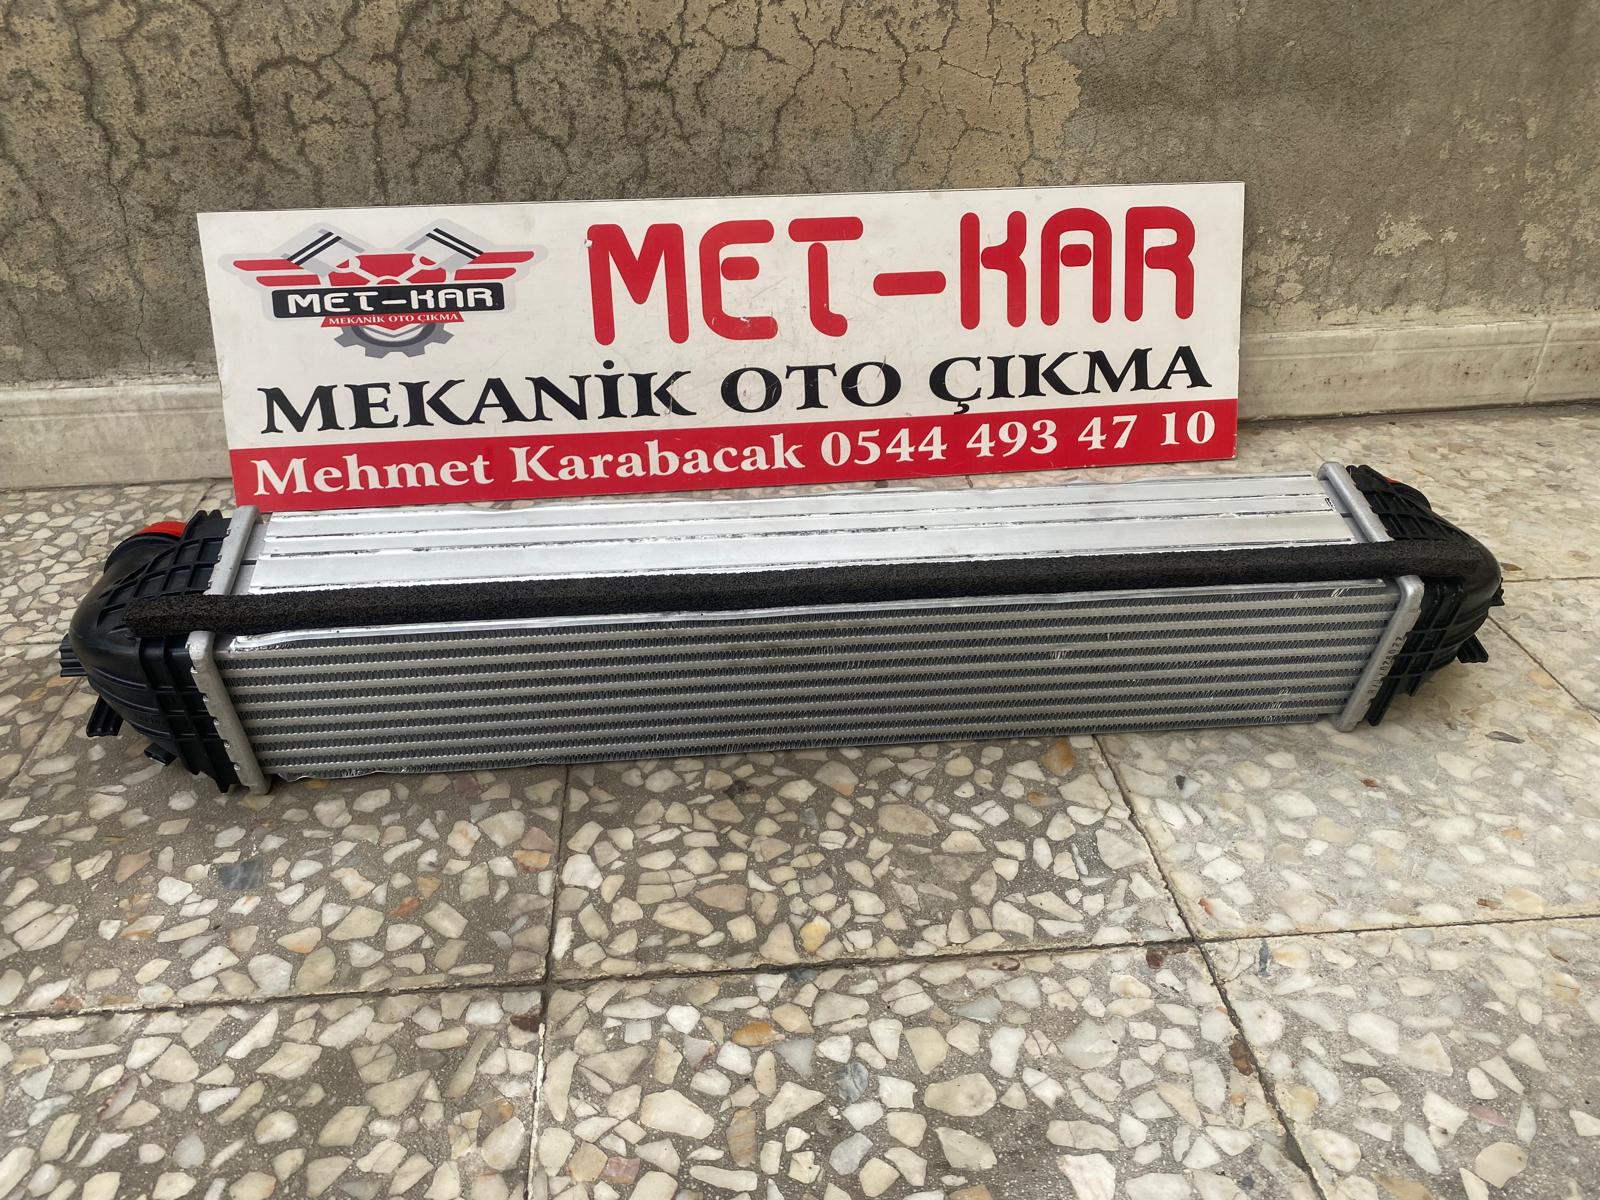 MET-KAR
MEKANİK OTO ÇIKMA
MET-KAR
MEKANİK OTO ÇIKMA
Mehmet Karabacak 0544 493 47 10